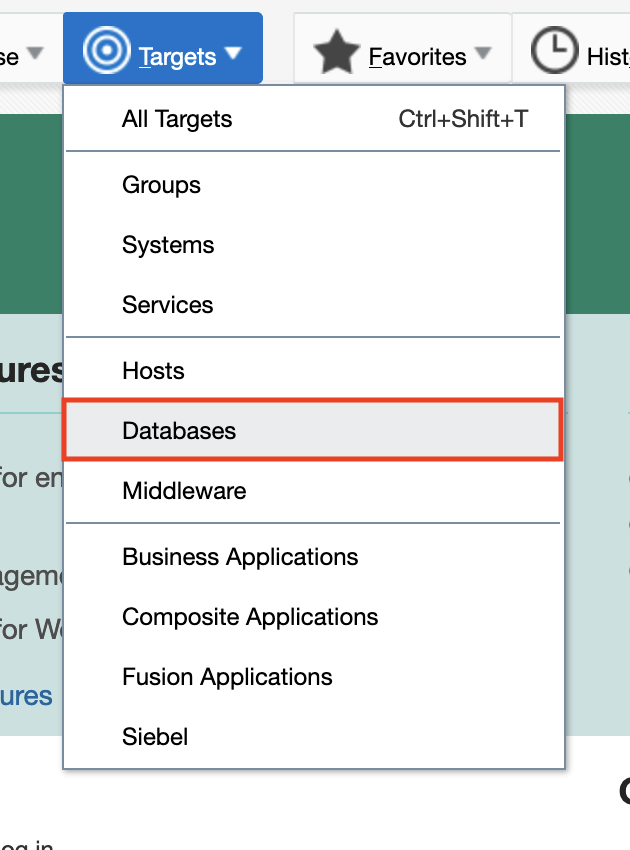 se Targets Favorites Hist
All Targets Ctrl+Shift+T
Groups
Systems
Services
Hosts
ures
Databases
for en
Middleware
Business Applications
ageme
Composite Applications
for We
Fusion Applications
ures
Siebel
og in